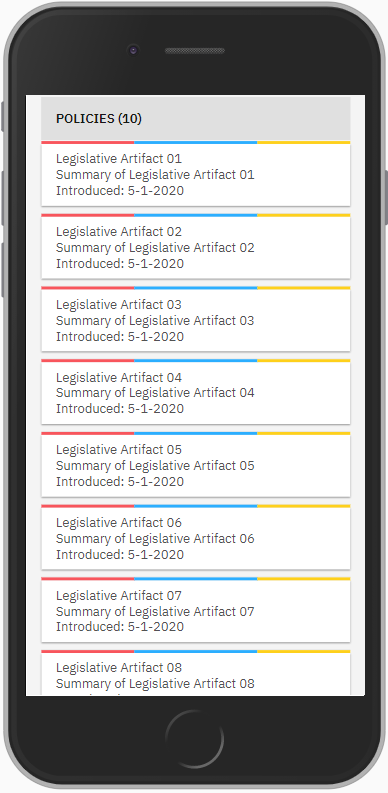 POLICIES (10)
Legislative Artifact 01
Summary of Legislative Artifact 01
Introduced: 5-1-2020
Legislative Artifact 02
Summary of Legislative Artifact 02
Introduced: 5-1-2020
Legislative Artifact 03
Summary of Legislative Artifact 03
Introduced: 5-1-2020
Legislative Artifact 04
Summary of Legislative Artifact 04
Introduced: 5-1-2020
Legislative Artifact 05
Summary of Legislative Artifact 05
Introduced: 5-1-2020
Legislative Artifact 06
Summary of Legislative Artifact 06
Introduced: 5-1-2020
Legislative Artifact 07
Summary of Legislative Artifact 07
Introduced: 5-1-2020
Legislative Artifact 08
Summary of Legislative Artifact 08